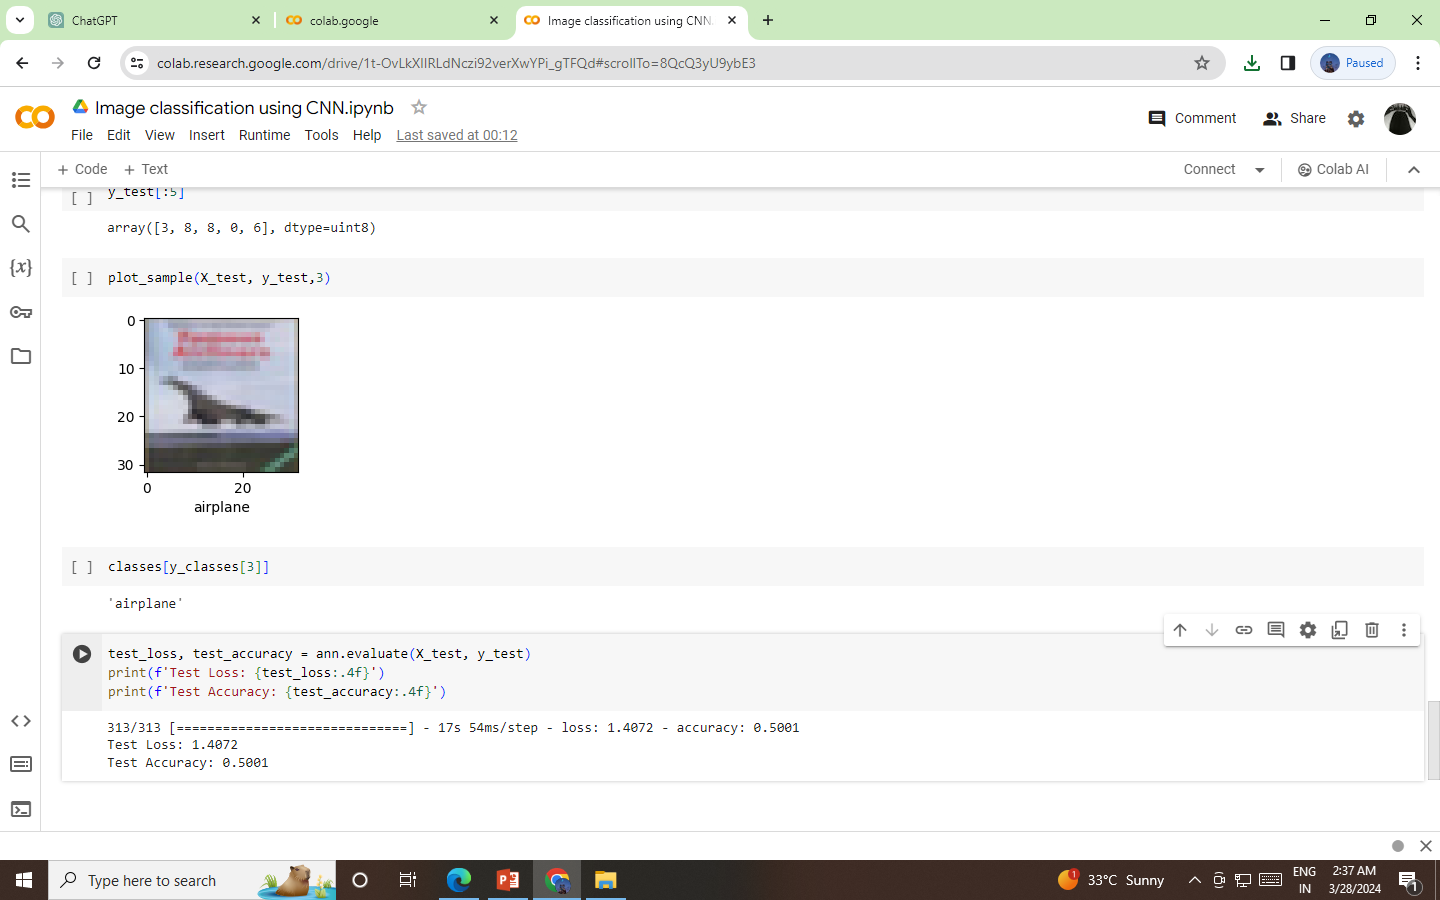 ChatGPT
colab.google
Image classification using CNN.
colab.research.google.com/drive/1t-OvLkXIIRLdNczi92verXwYPi_gTFQd#scrollTo=8QcQ3yU9ybE3
Paused
Image classification using CNN.ipynb
File Edit View Insert Runtime Tools Help Last saved at 00:12
Comment Share
+ Code + Text
Connect Colab AI
[ ] y_test[:5]
array([3, 8, 8, 0, 6], dtype=uint8)
{x}
[ ] plot_sample(X_test, y_test,3)
0
10
20
30
0 20
airplane
[ ] classes[y_classes[3]]
'airplane'
test_loss, test_accuracy = ann.evaluate(X_test, y_test)
print(f'Test Loss: {test_loss:.4f}')
print(f'Test Accuracy: {test_accuracy:.4f}')
313/313 [==============================] - 17s 54ms/step - loss: 1.4072 - accuracy: 0.5001
Test Loss: 1.4072
Test Accuracy: 0.5001
Type here to search
1
33°C Sunny
ENG
IN
2:37 AM
3/28/2024
1